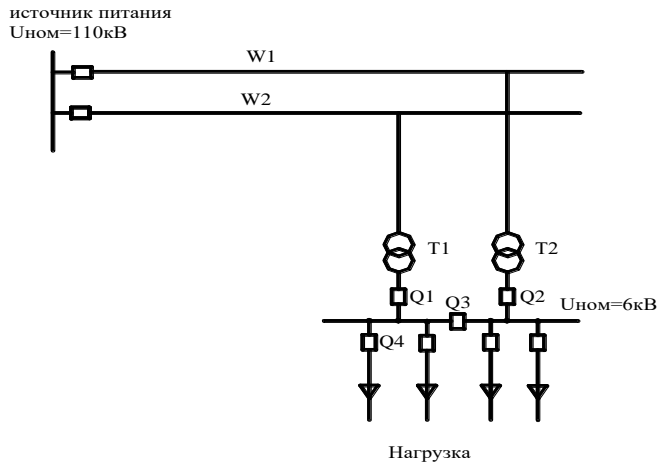 источник питания
Uном=110кВ
W1
W2
T1
T2
Q1
Q3
Q2
Uном=6кВ
Q4
Нагрузка